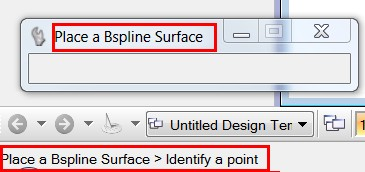 Place a Bspline Surface
Untitled Design Ter
Place a Bspline Surface > Identify a point